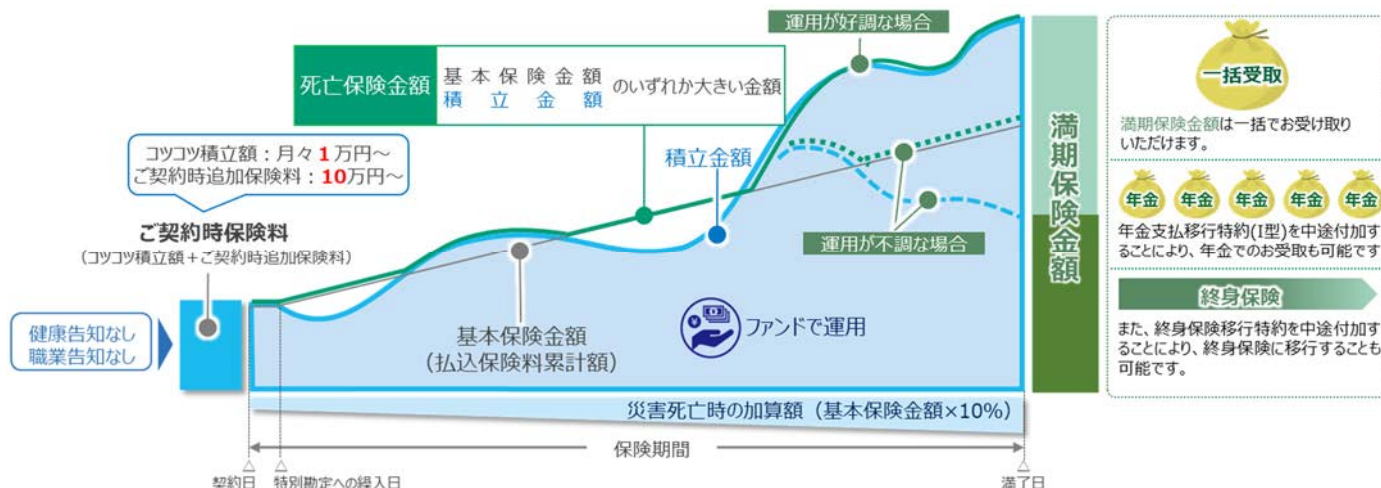 運用が好調な場合
死亡保険金額
基本保険金額
積立金額
のいずれか大きい金額
コツコツ積立額：月々1万円～
ご契約時追加保険料：10万円～
ご契約時保険料
（コツコツ積立額＋ご契約時追加保険料）
健康告知なし
職業告知なし
積立金額
運用が不調な場合
基本保険金額
（払込保険料累計額）
ファンドで運用
災害死亡時の加算額（基本保険金額×10%）
保険期間
契約日
特別勘定への繰入日
満了日
満期保険金額
一括受取
満期保険金額は一括でお受け取り
いただけます。
年金 年金 年金 年金 年金
年金支払移行特約(I型)を中途付加す
ることにより、年金でのお受取も可能です
終身保険
また、終身保険移行特約を中途付加す
ることにより、終身保険に移行することも
可能です。